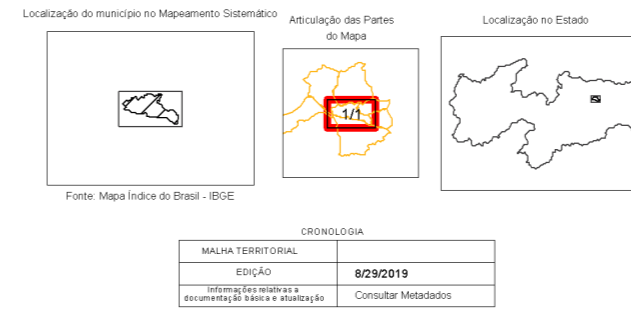 Localização do município no Mapeamento Sistemático
Articulação das Partes
do Mapa
Localização no Estado
1/1
Fonte: Mapa Índice do Brasil - IBGE
CRONOLOGIA
MALHA TERRITORIAL
EDIÇÃO
8/29/2019
Informações relativas a
documentação básica e atualização
Consultar Metadados